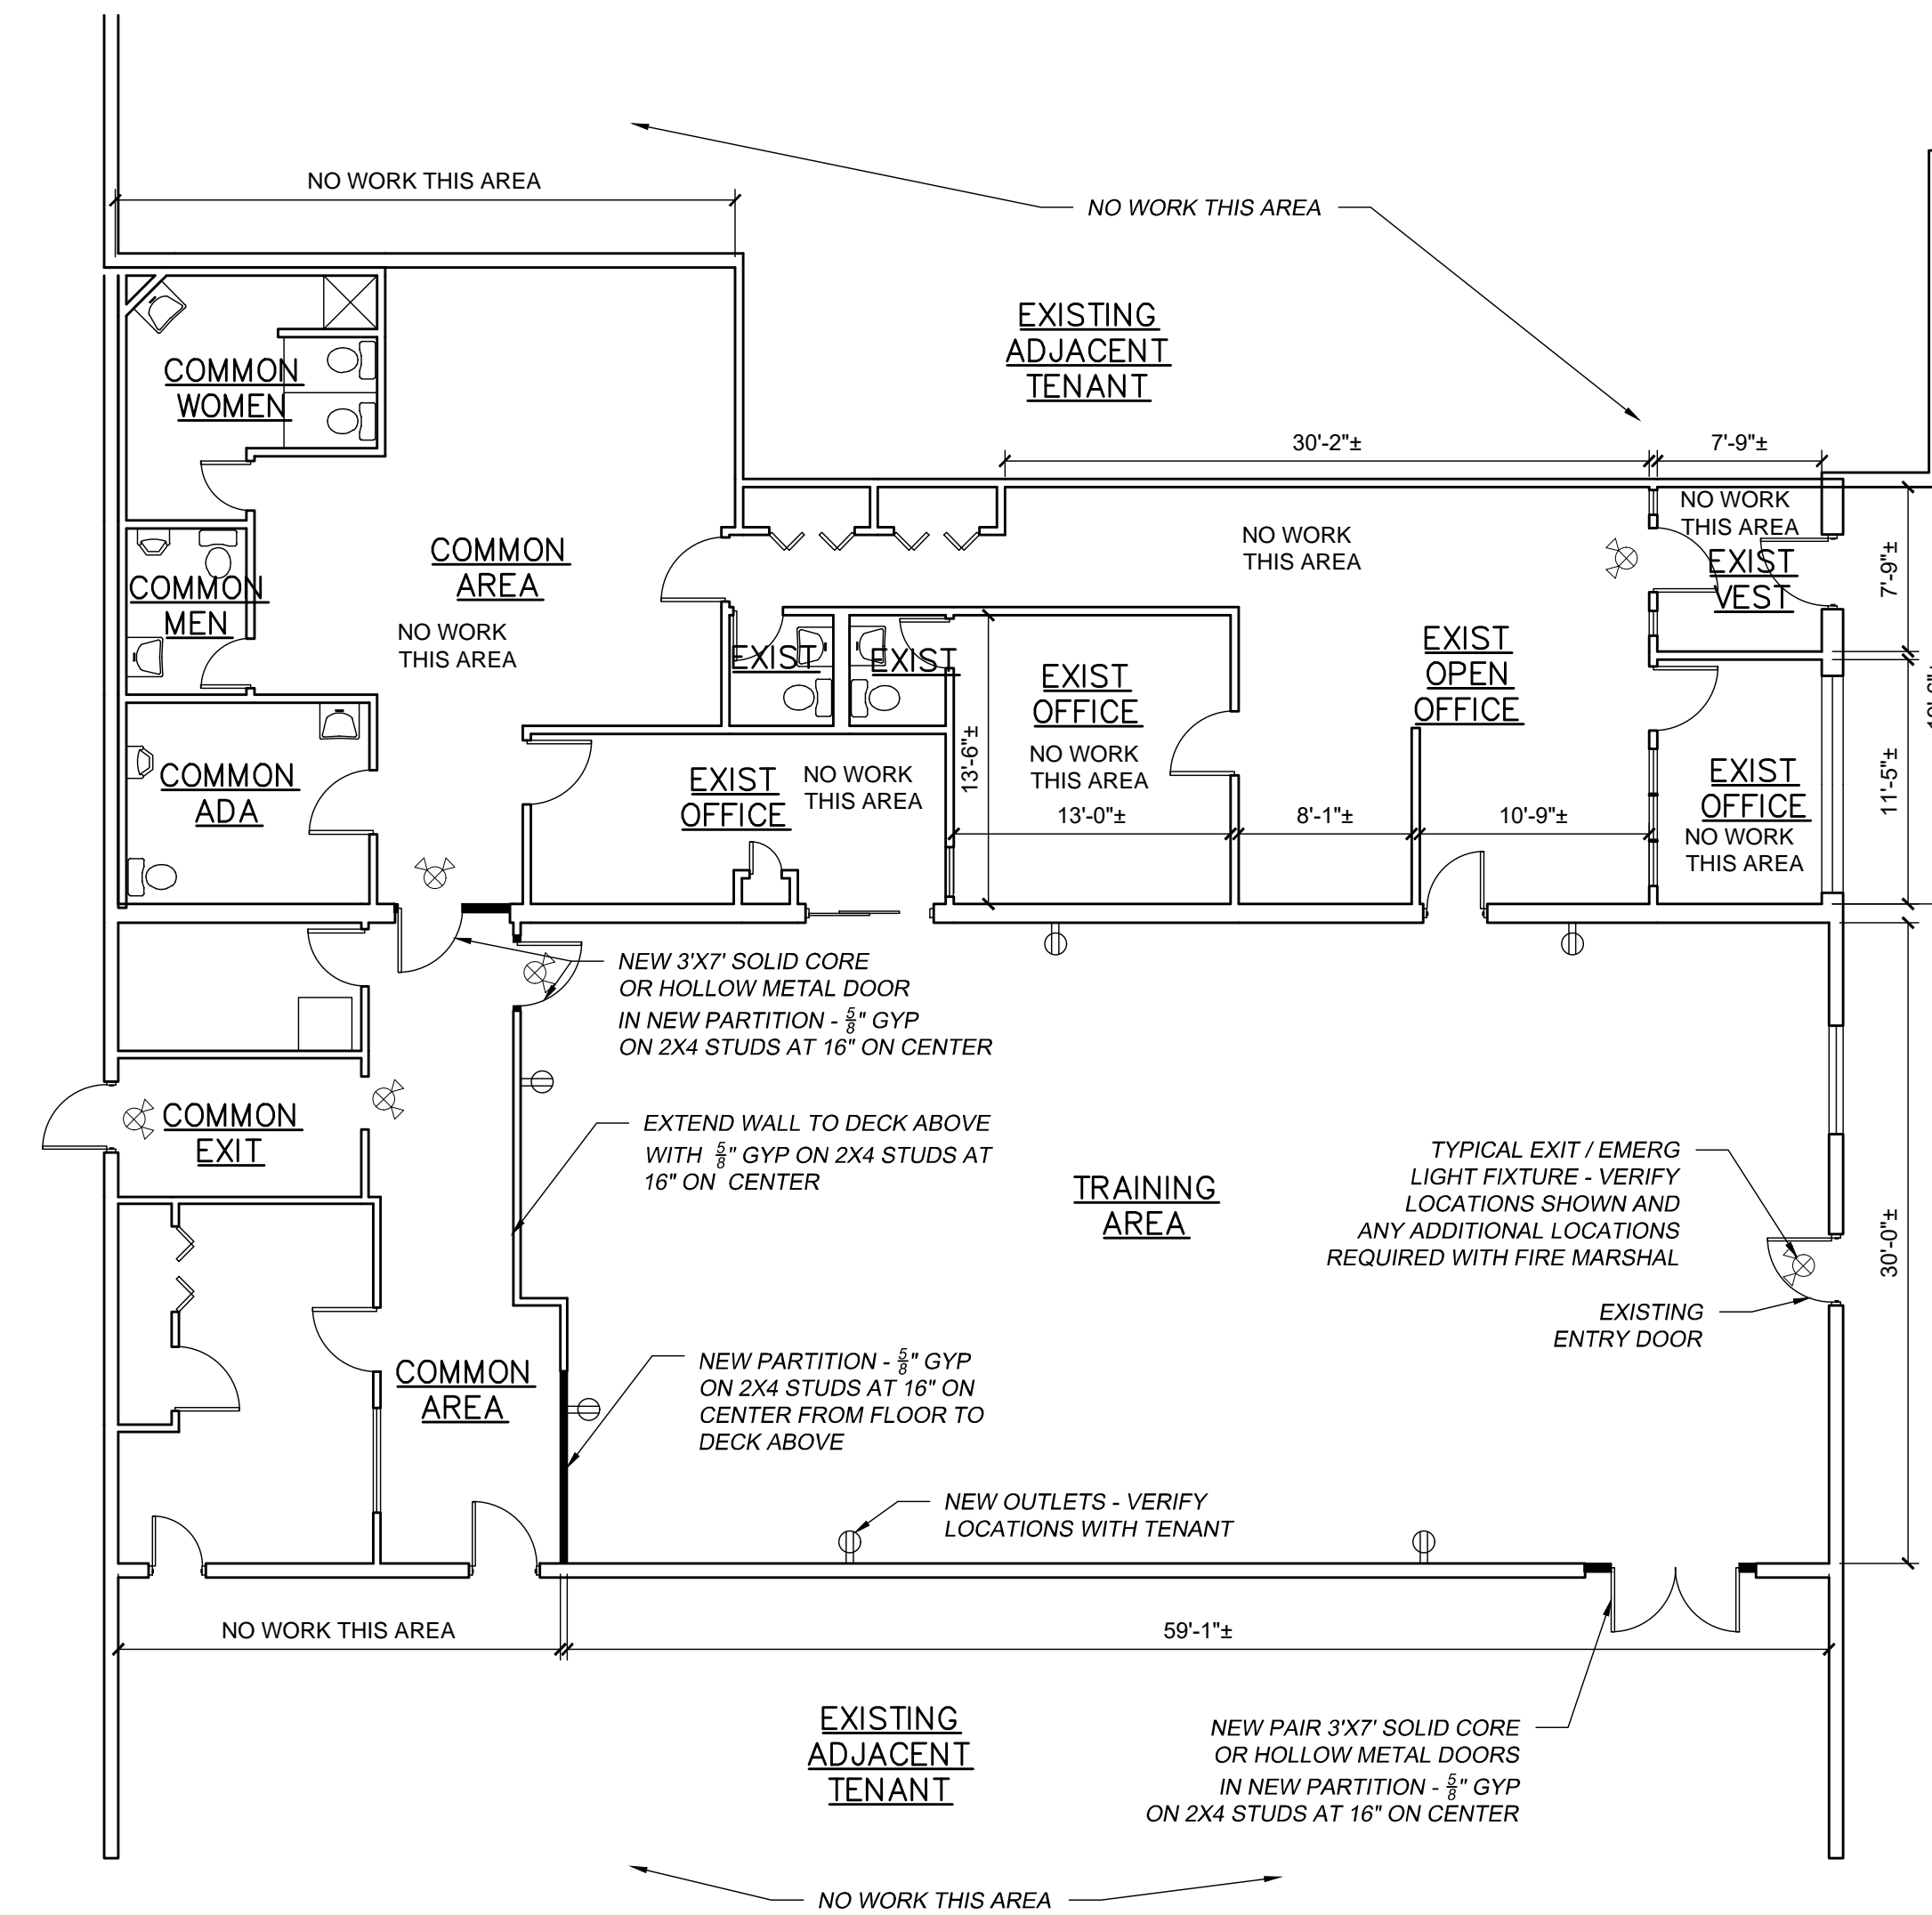 NO WORK THIS AREA
NO WORK THIS AREA
EXISTING
ADJACENT
TENANT
COMMON
WOMEN
30'-2"±
7'-9"±
NO WORK
THIS AREA
EXIST
VEST
7'-9"±
NO WORK
THIS AREA
COMMON
AREA
NO WORK
THIS AREA
COMMON
MEN
EXIST
EXIST
EXIST
OFFICE
NO WORK
THIS AREA
13'-6"±
13'-0"±
EXIST
OPEN
OFFICE
8'-1"±
10'-9"±
EXIST
OFFICE
NO WORK
THIS AREA
11'-5"±
COMMON
ADA
EXIST
OFFICE
NO WORK
THIS AREA
NEW 3'X7' SOLID CORE
OR HOLLOW METAL DOOR
IN NEW PARTITION - 5/8" GYP
ON 2X4 STUDS AT 16" ON CENTER
COMMON
EXIT
EXTEND WALL TO DECK ABOVE
WITH 5/8" GYP ON 2X4 STUDS AT
16" ON CENTER
TRAINING
AREA
TYPICAL EXIT / EMERG
LIGHT FIXTURE - VERIFY
LOCATIONS SHOWN AND
ANY ADDITIONAL LOCATIONS
REQUIRED WITH FIRE MARSHAL
30'-0"±
EXISTING
ENTRY DOOR
COMMON
AREA
NEW PARTITION - 5/8" GYP
ON 2X4 STUDS AT 16" ON
CENTER FROM FLOOR TO
DECK ABOVE
NEW OUTLETS - VERIFY
LOCATIONS WITH TENANT
NO WORK THIS AREA
59'-1"±
EXISTING
ADJACENT
TENANT
NEW PAIR 3'X7' SOLID CORE
OR HOLLOW METAL DOORS
IN NEW PARTITION - 5/8" GYP
ON 2X4 STUDS AT 16" ON CENTER
NO WORK THIS AREA